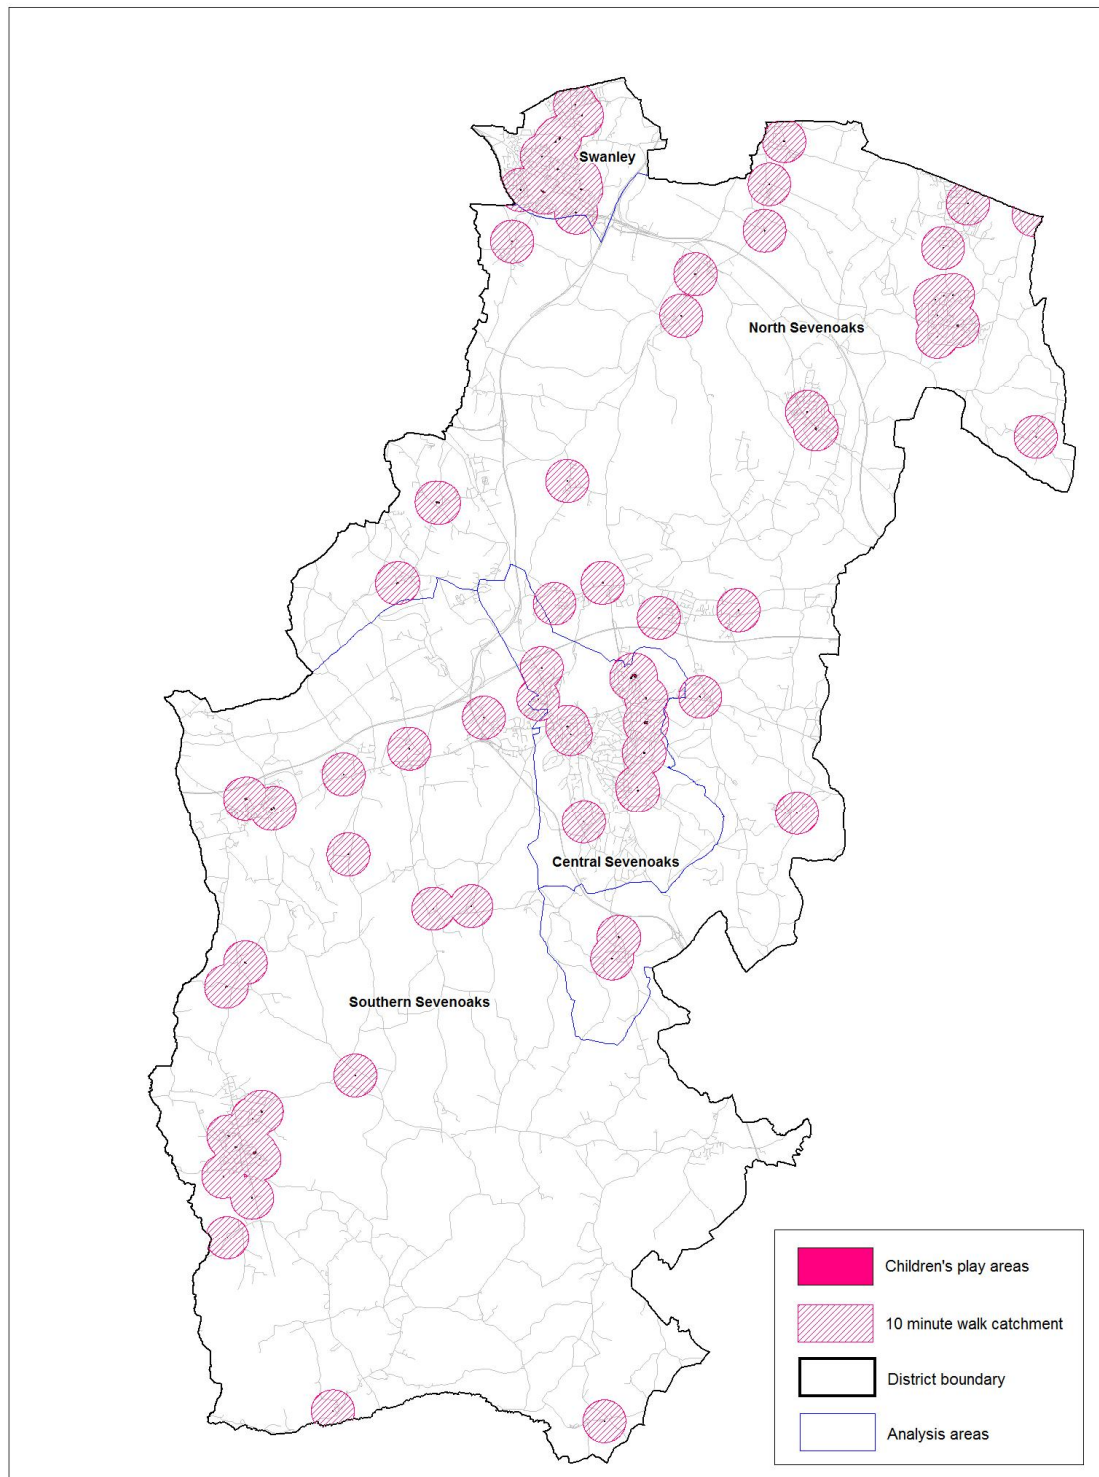 Swanley
North Sevenoaks
Central Sevenoaks
Southern Sevenoaks
Children's play areas
10 minute walk catchment
District boundary
Analysis areas